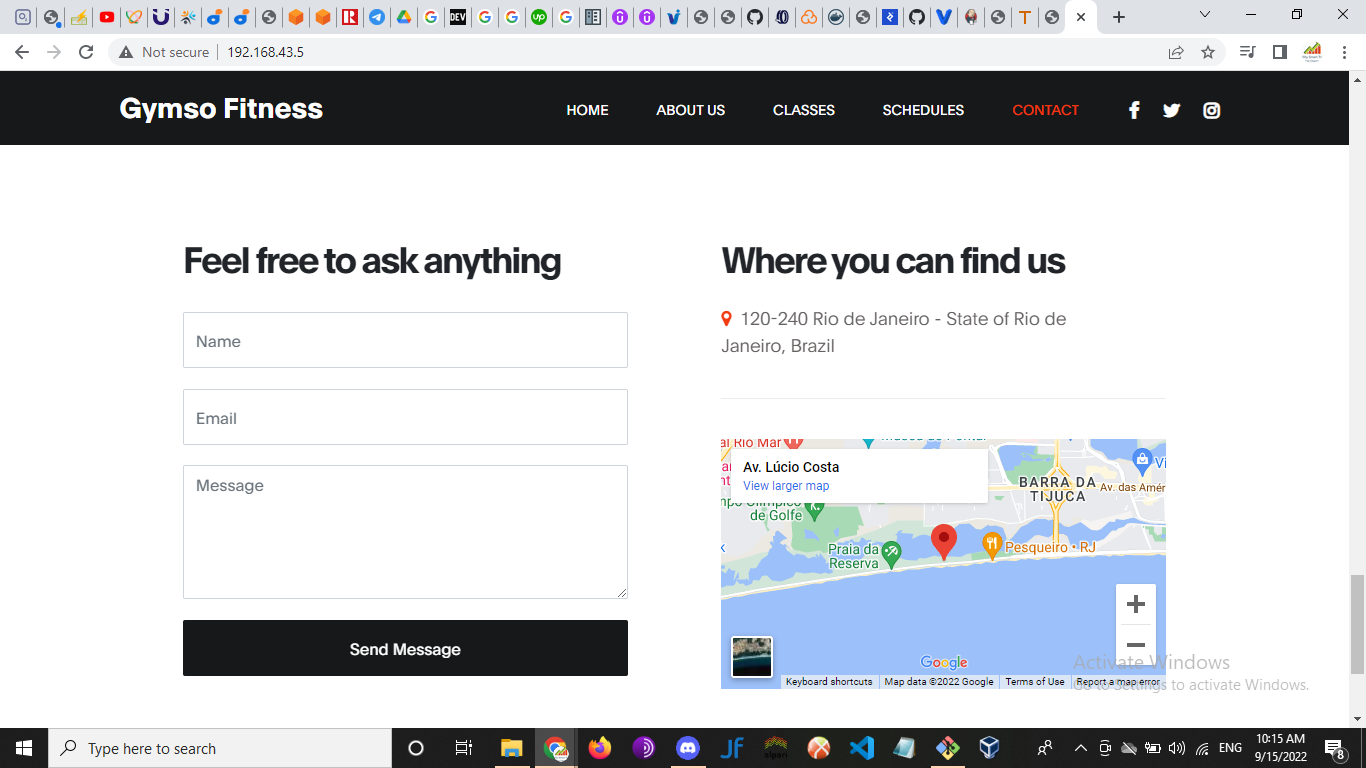 Not secure
192.168.43.5
Gymso Fitness
HOME
ABOUT US
CLASSES
SCHEDULES
CONTACT
Feel free to ask anything
Name
Email
Message
Send Message
Where you can find us
120-240 Rio de Janeiro - State of Rio de
Janeiro, Brazil
Av. Lúcio Costa
View larger map
de Golfe
BARRA DA
TIJUCA
Av. das Amér
Praia da
Reserva
Pesqueiro • RJ
Google
Keyboard shortcuts
Map data ©2022 Google
Terms of Use
Report a map error
Activate Windows
Go to Settings to activate Windows.
Type here to search
ENG
10:15 AM
9/15/2022
8